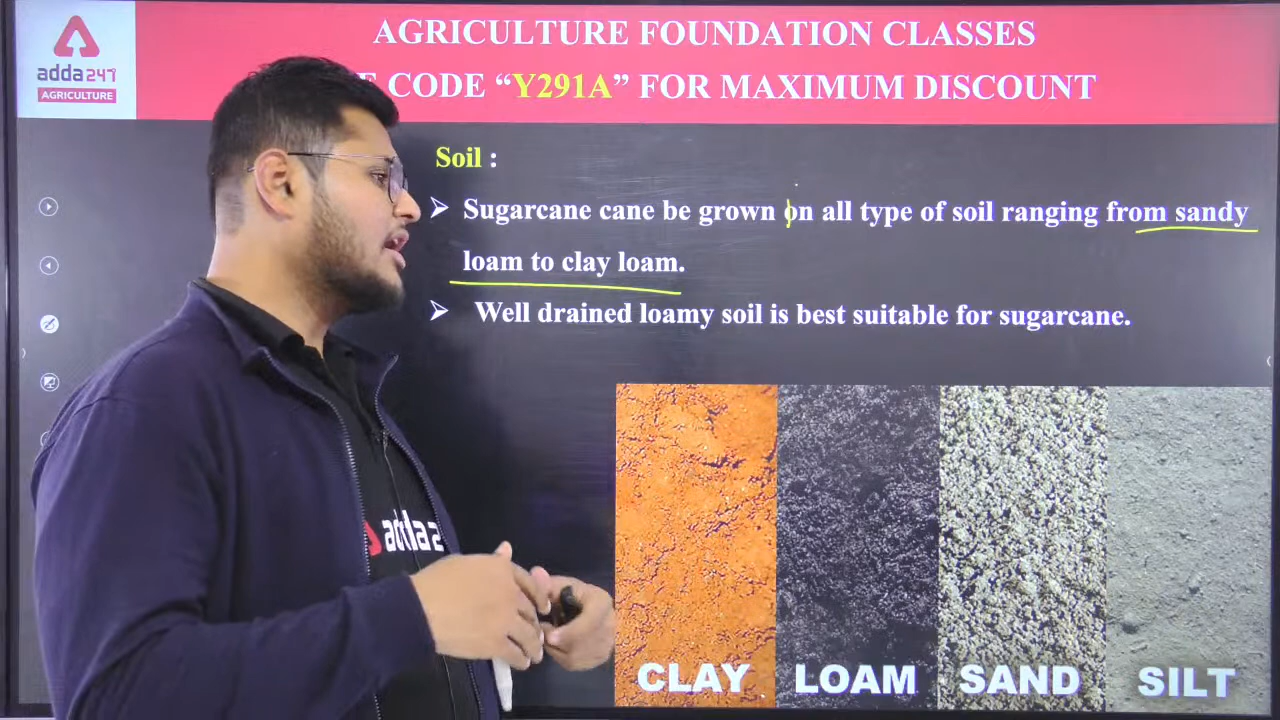 AGRICULTURE FOUNDATION CLASSES
CODE “Y291A” FOR MAXIMUM DISCOUNT
adda247
AGRICULTURE
Soil :
➤ Sugarcane cane be grown on all type of soil ranging from sandy
loam to clay loam.
➤ Well drained loamy soil is best suitable for sugarcane.
CLAY LOAM SAND SILT